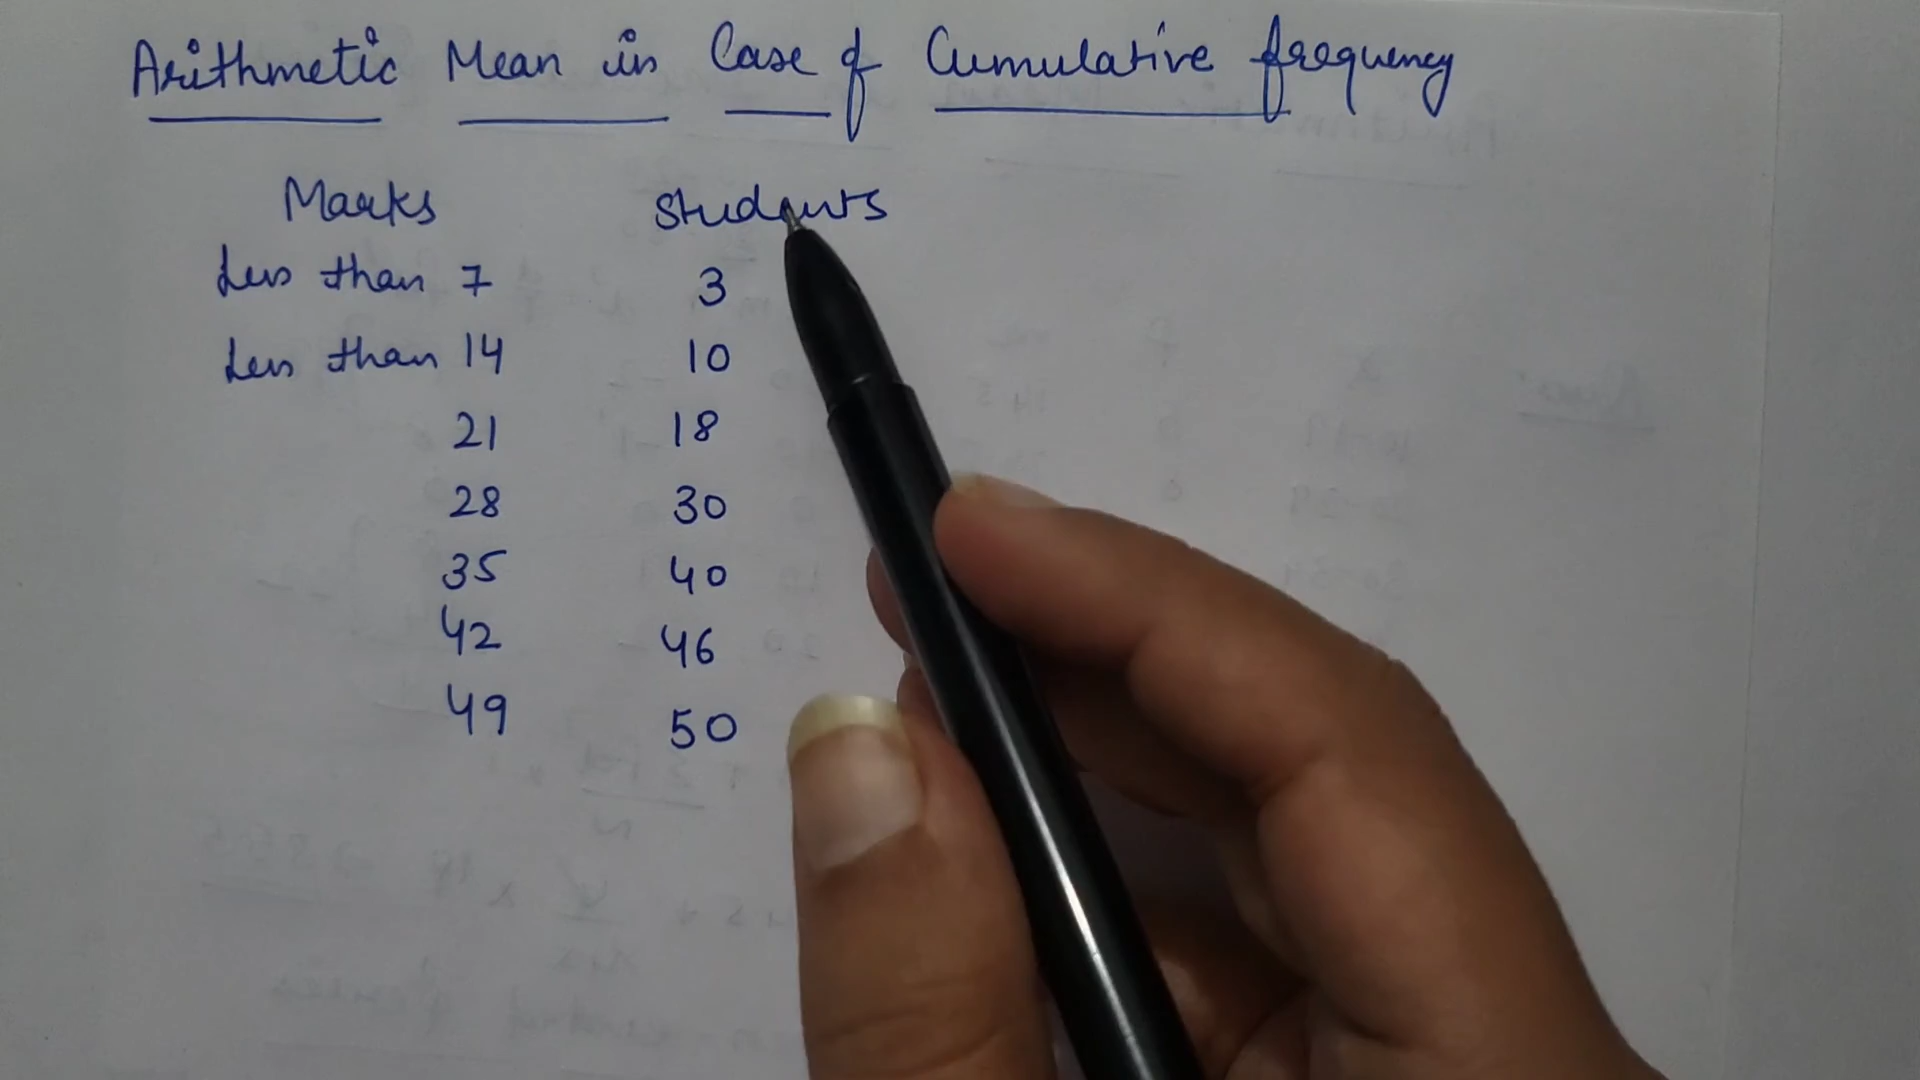 Arithmetic Mean in Case of Cumulative frequency
Marks Students
Less than 7 3
Less than 14 10
21 18
28 30
35 40
42 46
49 50